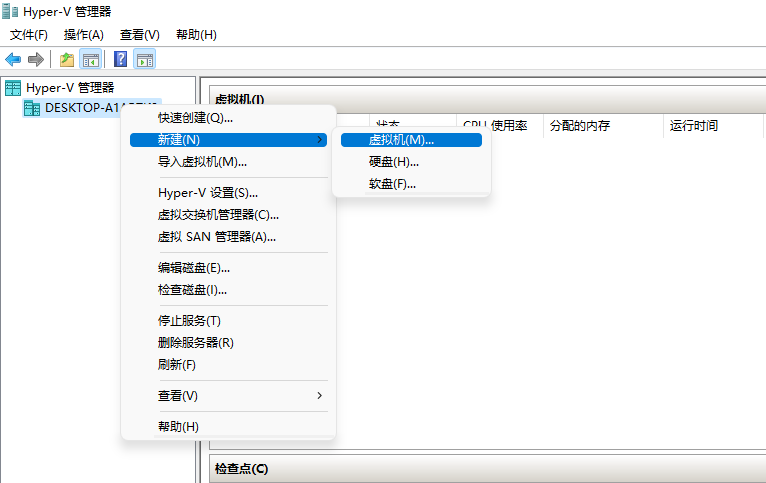 Hyper-V 管理器
文件(F) 操作(A) 查看(V) 帮助(H)
Hyper-V 管理器
虚拟机(I)
状态 CPU 使用率 分配的内存 运行时间
快速创建(Q)...
新建(N)
导入虚拟机(M)...
Hyper-V 设置(S)...
虚拟交换机管理器(C)...
虚拟 SAN 管理器(A)...
编辑磁盘(E)...
检查磁盘(I)...
停止服务(T)
删除服务器(R)
刷新(F)
查看(V)
帮助(H)
虚拟机(M)...
硬盘(H)...
软盘(F)...
检查点(C)